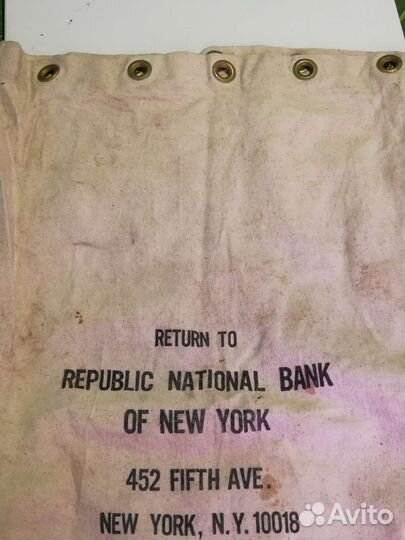 RETURN TO
REPUBLIC NATIONAL BANK
OF NEW YORK
452 FIFTH AVE.
NEW YORK, N.Y. 10018
Avito